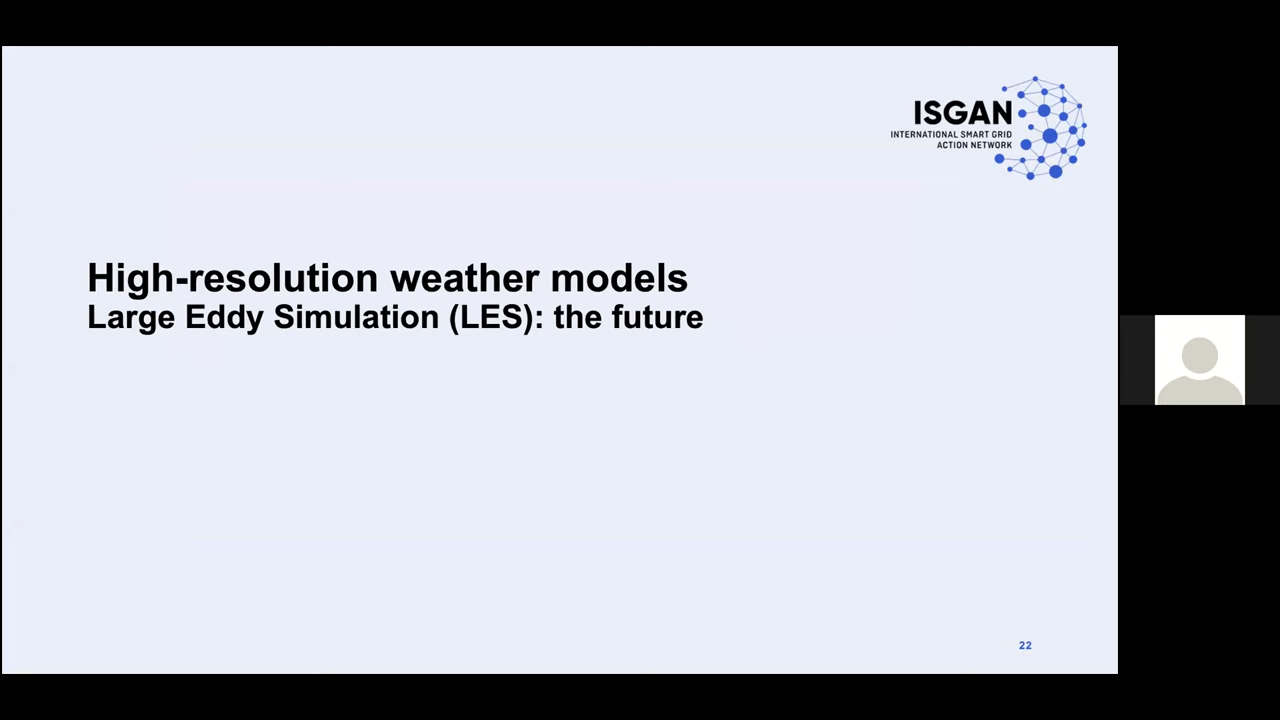 ISGAN
INTERNATIONAL SMART GRID
ACTION NETWORK
High-resolution weather models
Large Eddy Simulation (LES): the future
22